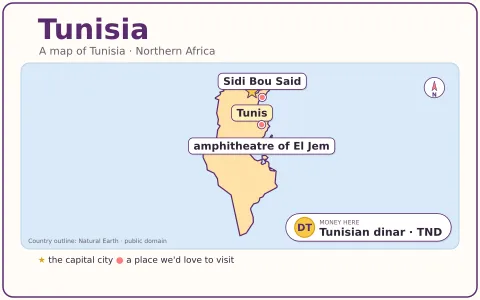 Tunisia
A map of Tunisia · Northern Africa
Sidi Bou Said
N
Tunis
amphitheatre of El Jem
DT
MONEY HERE
Tunisian dinar · TND
Country outline: Natural Earth · public domain
★ the capital city ● a place we'd love to visit